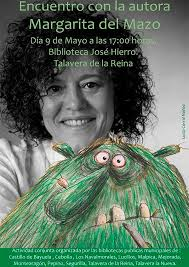 Encuentro con la autora
Margarita del Mazo
Día 9 de Mayo a las 17:00 horas.
Biblioteca José Hierro,
Talavera de la Reina
Actividad conjunta organizada por las bibliotecas públicas municipales de :
Castillo de Bayuela , Cebolla , Los Navalmorales, Lucillos, Malpica, Mejorada,
Montearagón, Pepino, Segurilla, Talavera de la Reina, Talavera la Nueva.